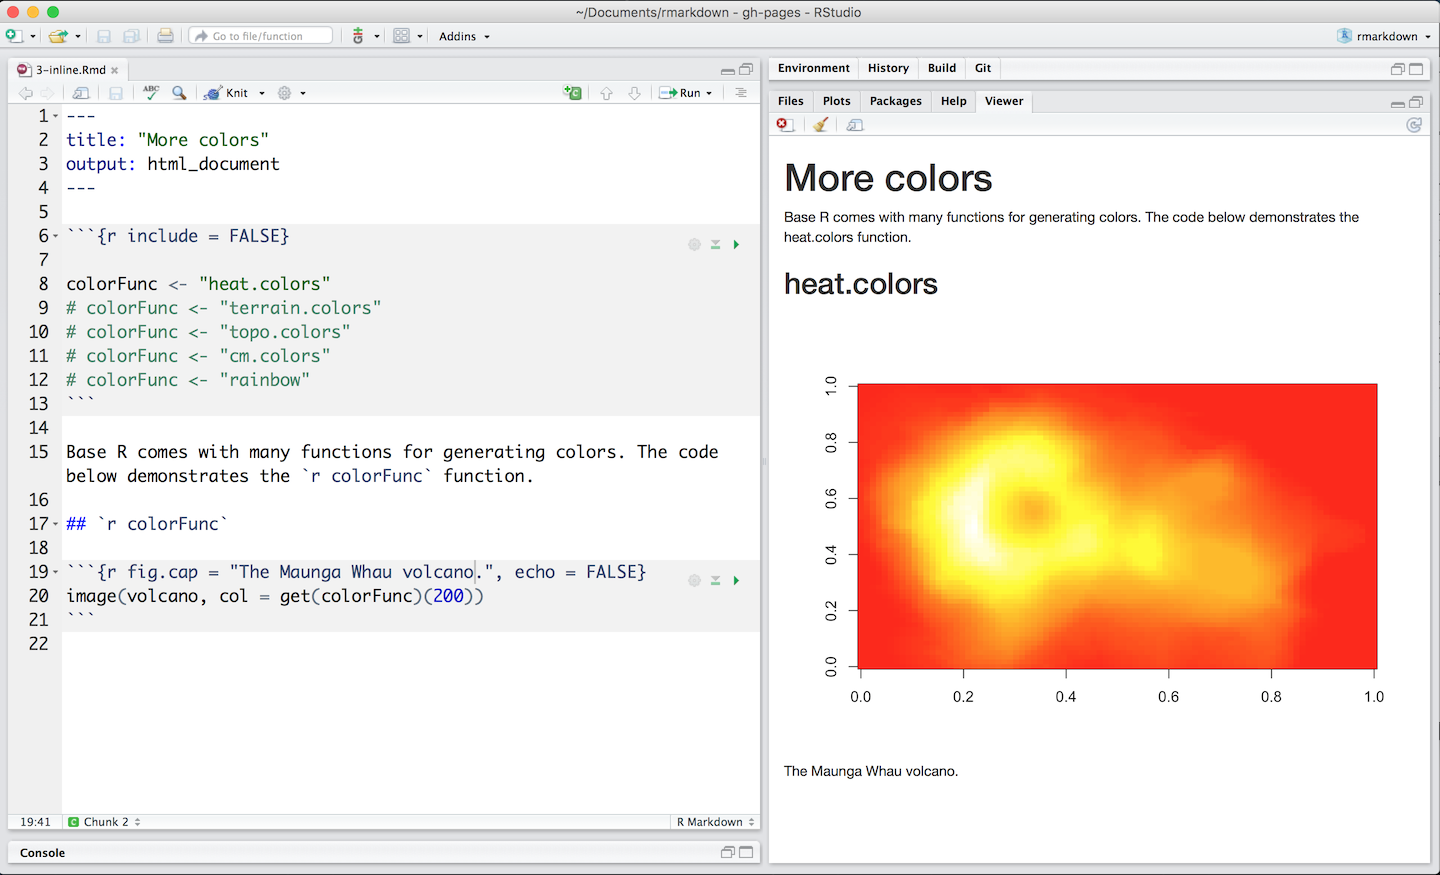 ~/Documents/rmarkdown - gh-pages - RStudio
Go to file/function
Addins
rmarkdown
3-inline.Rmd
ABC
Knit
Run
1 ---
2 title: "More colors"
3 output: html_document
4 ---
5
6 ```{r include = FALSE}
7
8 colorFunc <- "heat.colors"
9 # colorFunc <- "terrain.colors"
10 # colorFunc <- "topo.colors"
11 # colorFunc <- "cm.colors"
12 # colorFunc <- "rainbow"
13 ```
14
15 Base R comes with many functions for generating colors. The code
below demonstrates the `r colorFunc` function.
16
17 ## `r colorFunc`
18
19 ```{r fig.cap = "The Maunga Whau volcano.", echo = FALSE}
20 image(volcano, col = get(colorFunc)(200))
21 ```
22
19:41 C Chunk 2 R Markdown
Console
Environment History Build Git
Files Plots Packages Help Viewer
More colors
Base R comes with many functions for generating colors. The code below demonstrates the
heat.colors function.
heat.colors
1.0
0.8
0.6
0.4
0.2
0.0
0.0 0.2 0.4 0.6 0.8 1.0
The Maunga Whau volcano.